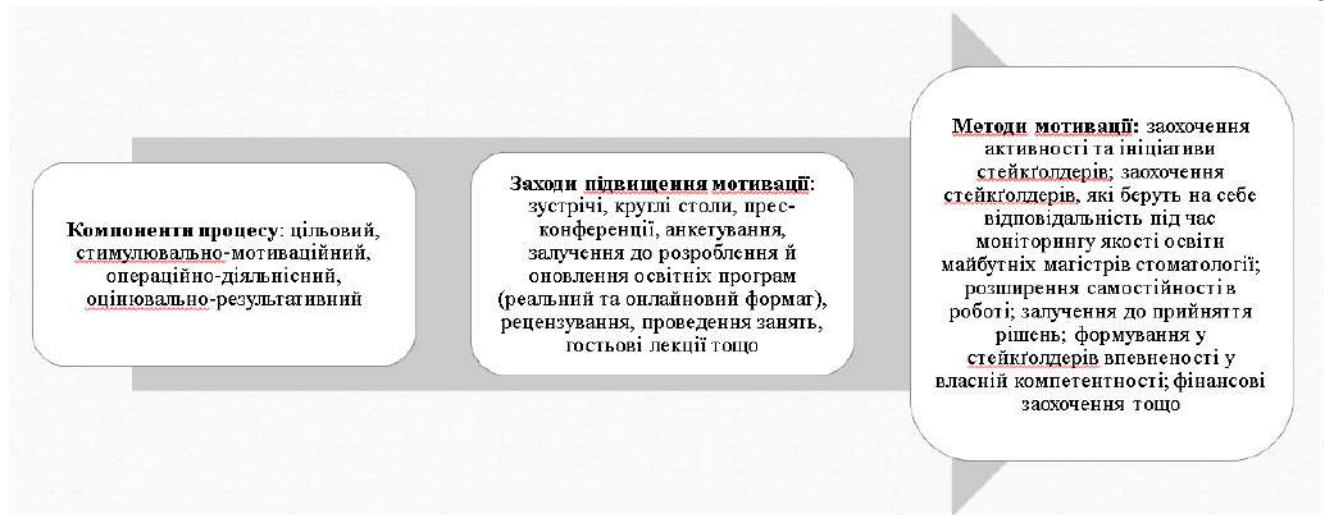 Компоненти процесу: цільовий,
стимулювально-мотиваційний,
операційно-діяльнісний,
оцінювально-результативний
Заходи підвищення мотивації:
зустрічі, круглі столи, прес-
конференції, анкетування,
залучення до розроблення й
оновлення освітніх програм
(реальний та онлайновий формат),
рецензування, проведення занять,
гостьові лекції тощо
Методи мотивації: заохочення
активності та ініціативи
стейкґолдерів; заохочення
стейкґолдерів, які беруть на себе
відповідальність під час
моніторингу якості освіти
майбутніх магістрів стоматології;
розширення самостійності в
роботі; залучення до прийняття
рішень; формування у
стейкґолдерів впевненості у
власній компетентності; фінансові
заохочення тощо